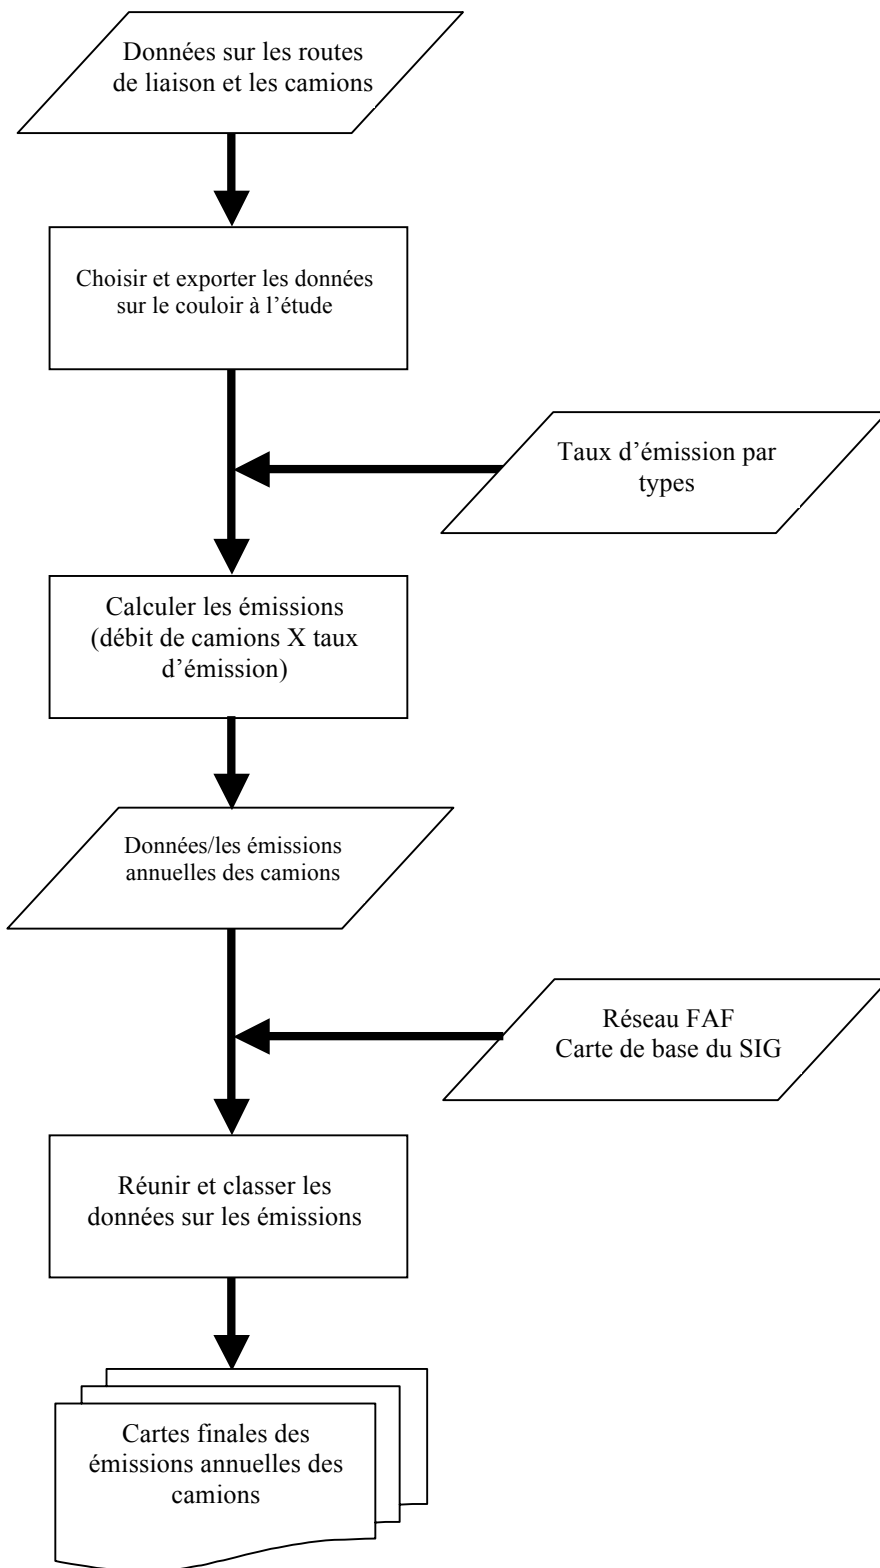 Données sur les routes
de liaison et les camions
Choisir et exporter les données
sur le couloir à l’étude
Taux d’émission par
types
Calculer les émissions
(débit de camions X taux
d’émission)
Données/les émissions
annuelles des camions
Réseau FAF
Carte de base du SIG
Réunir et classer les
données sur les émissions
Cartes finales des
émissions annuelles des
camions